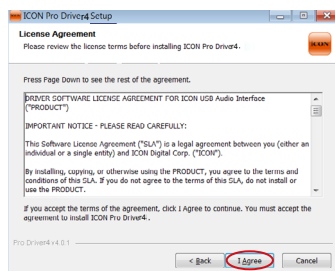 ICON Pro Driver4 Setup
License Agreement
Please review the license terms before installing ICON Pro Driver4.
ICON
Press Page Down to see the rest of the agreement.
DRIVER SOFTWARE LICENSE AGREEMENT FOR ICON USB Audio Interface
("PRODUCT")
IMPORTANT NOTICE - PLEASE READ CAREFULLY:
This Software License Agreement ("SLA") is a legal agreement between you (either an
individual or a single entity) and ICON Digital Corp. ("ICON").
By installing, copying, or otherwise using the PRODUCT, you agree to the terms and
conditions of this SLA. If you do not agree to the terms of this SLA, do not install or
use the PRODUCT.
If you accept the terms of the agreement, click I Agree to continue. You must accept the
agreement to install ICON Pro Driver4.
Pro Driver4 v4.0.1
< Back
I Agree
Cancel